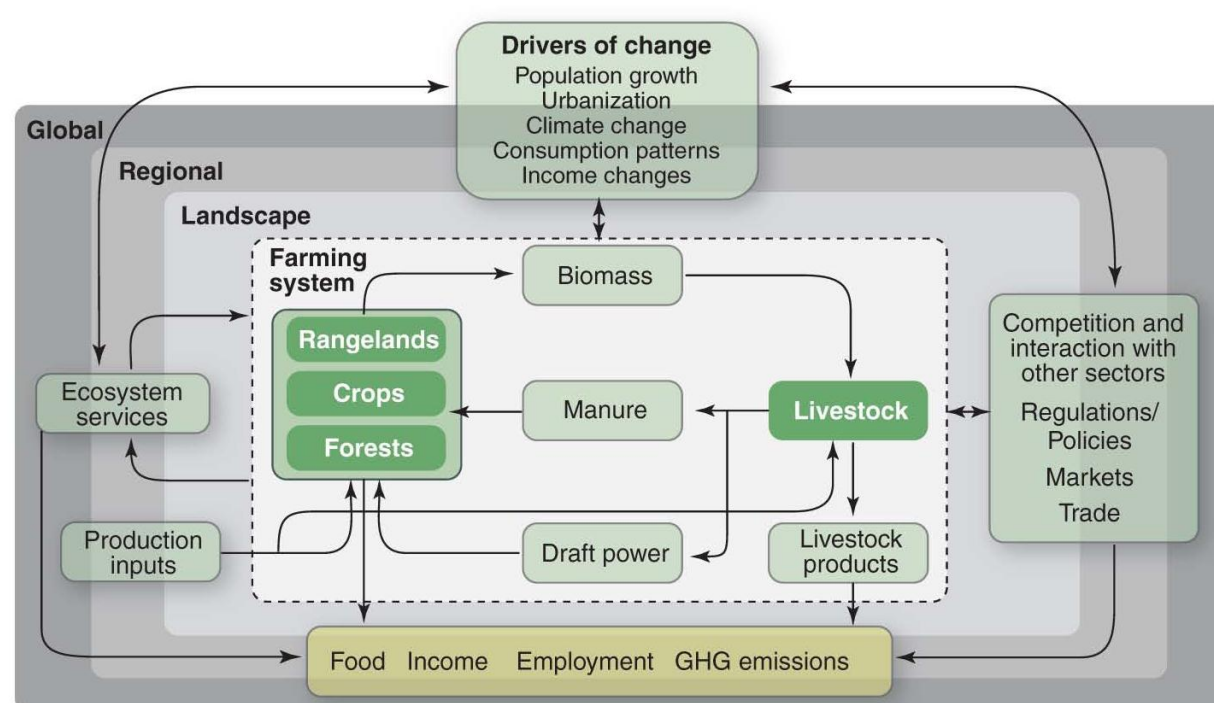 Drivers of change
Population growth
Urbanization
Climate change
Consumption patterns
Income changes
Global
Regional
Landscape
Farming
system
Biomass
Rangelands
Crops
Forests
Manure
Livestock
Draft power
Livestock
products
Ecosystem
services
Production
inputs
Competition and
interaction with
other sectors
Regulations/
Policies
Markets
Trade
Food Income Employment GHG emissions